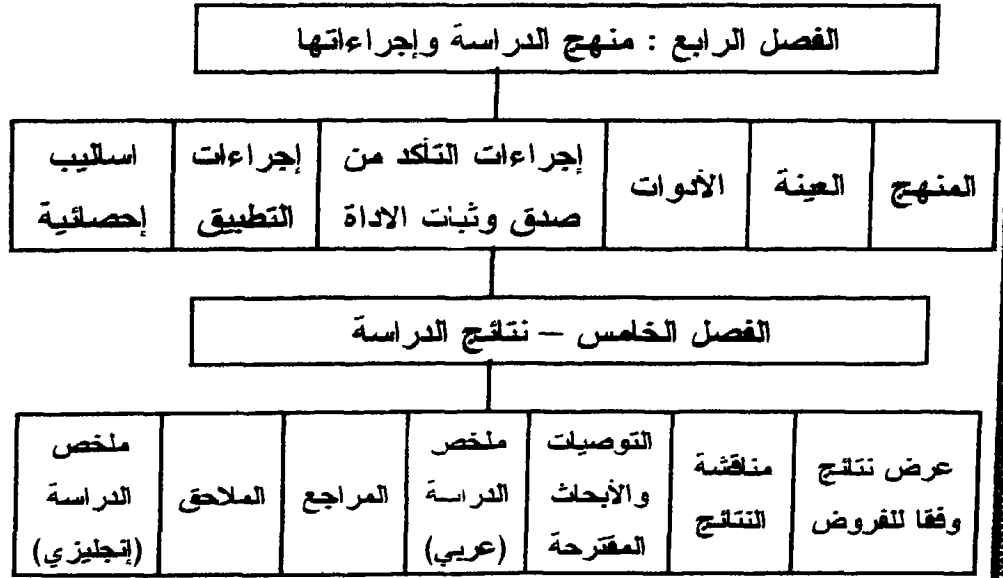 الفصل الرابع : منهج الدراسة وإجراءاتها
المنهج
العينة
الأدوات
إجراءات التأكد من
صدق وثبات الاداة
إجراءات
التطبيق
اساليب
إحصائية
الفصل الخامس – نتائج الدراسة
عرض نتائج
وفقا للفروض
مناقشة
النتائج
التوصيات
والأبحاث
المقترحة
ملخص
الدراسة
(عربي)
المراجع
الملاحق
ملخص
الدراسة
(إنجليزي)